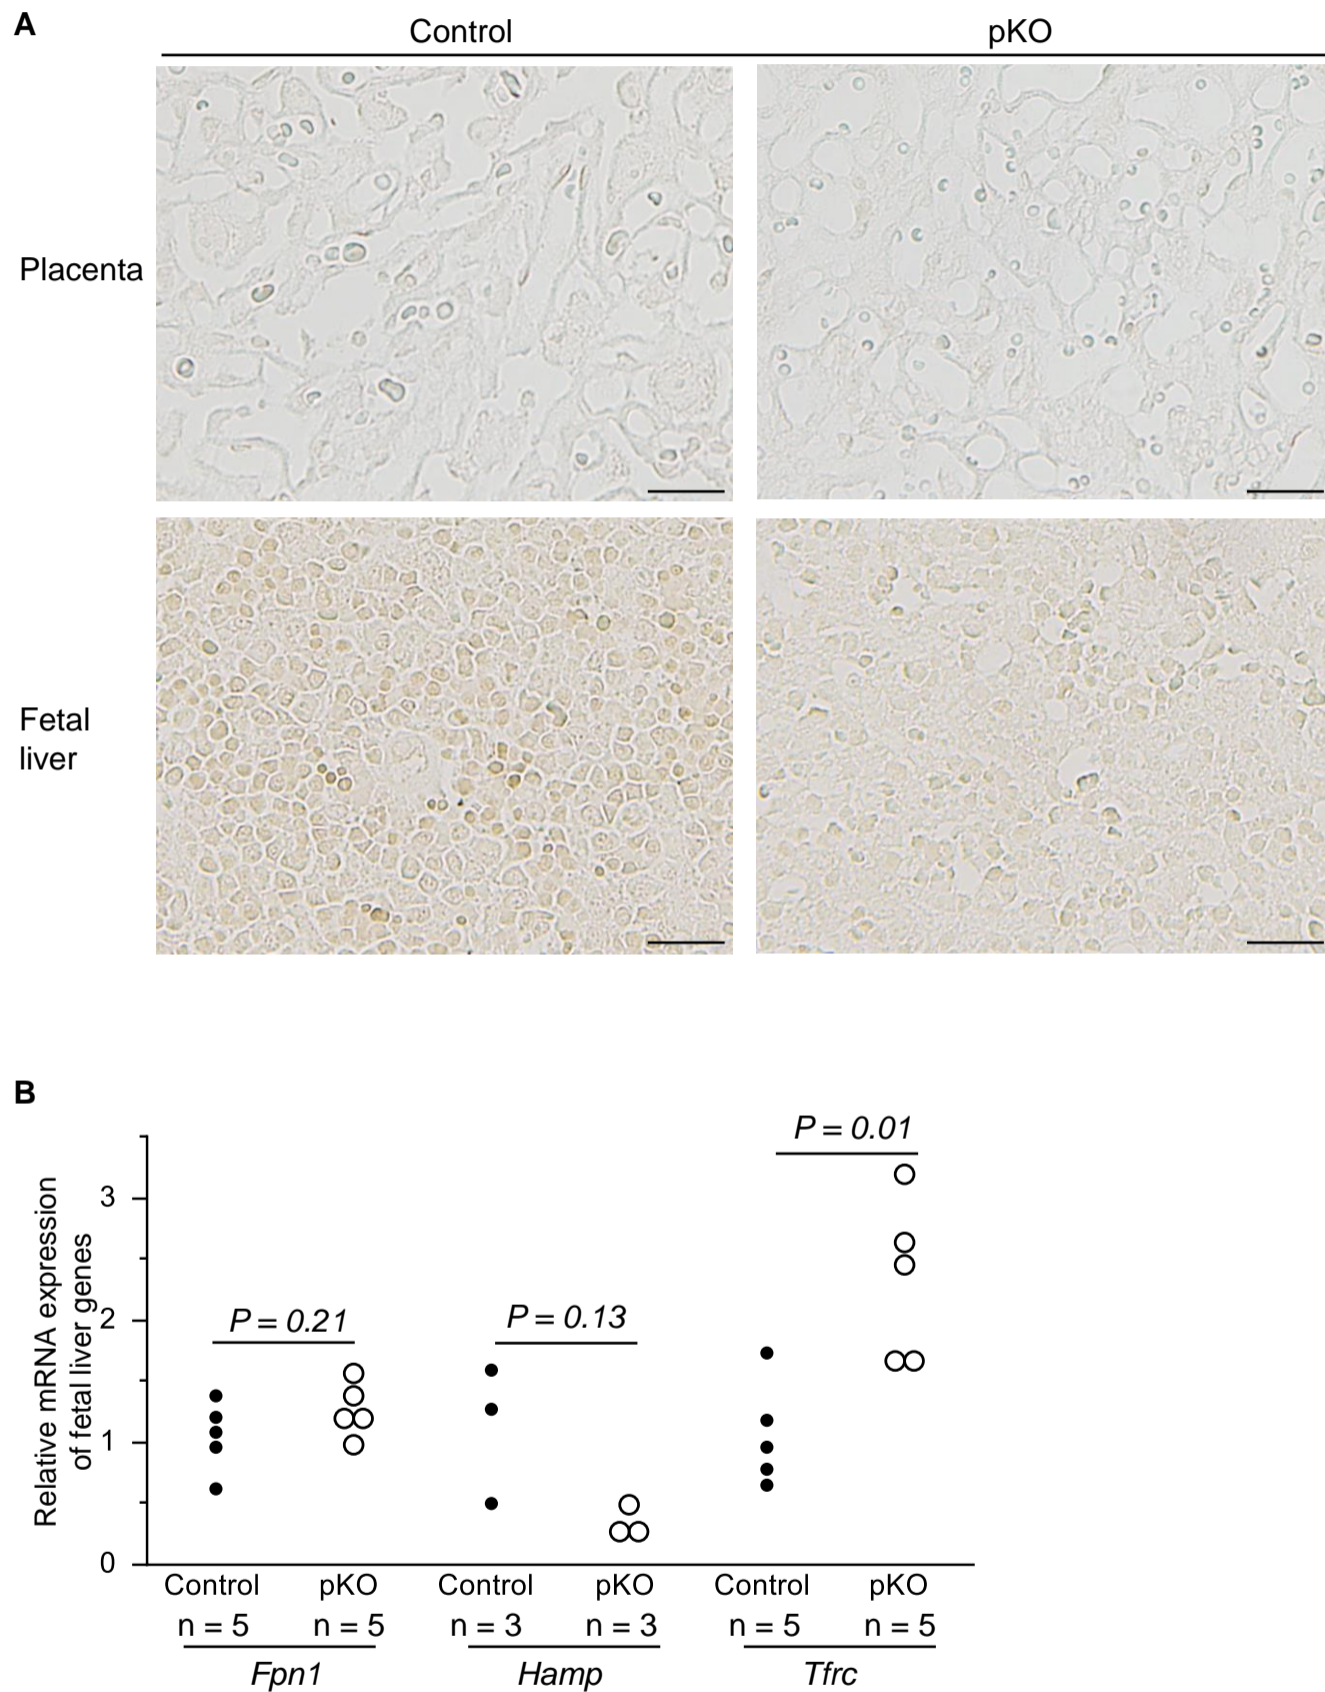 A
Control pKO
Placenta
Fetal
liver
B
Relative mRNA expression
of fetal liver genes
3
2
1
0
P = 0.21
P = 0.13
P = 0.01
Control pKO Control pKO Control pKO
n = 5 n = 5 n = 3 n = 3 n = 5 n = 5
Fpn1 Hamp Tfrc